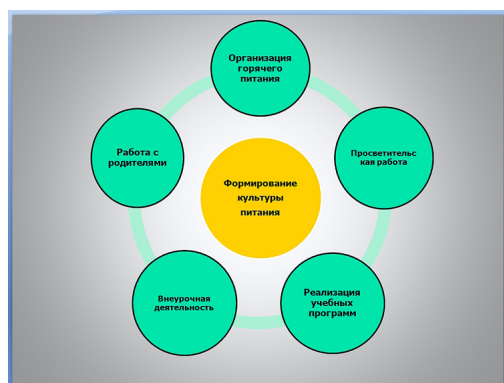 Организация
горячего
питания
Просветительс
кая работа
Реализация
учебных
программ
Внеурочная
деятельность
Работа с
родителями
Формирование
культуры
питания